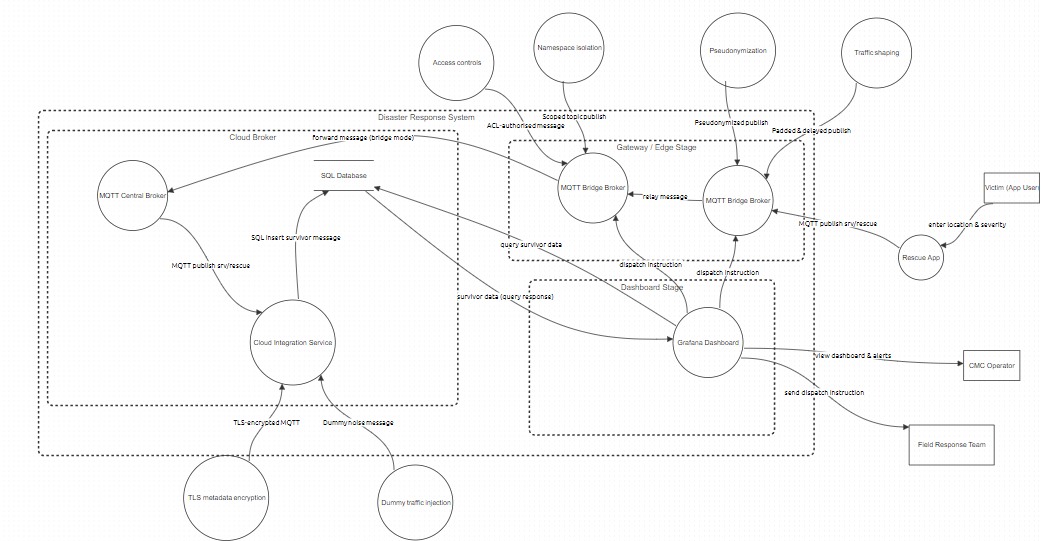 Namespace isolation
Pseudonymization
Traffic shaping
Access controls
Disaster Response System
Scoped topic publish
ACL-authorised message
Pseudonymized publish
Padded & delayed publish
Cloud Broker
Forward message (bridge mode)
Gateway / Edge Stage
SQL Database
MQTT Central Broker
MQTT Bridge Broker
relay message
MQTT Bridge Broker
Victim (App User)
MQTT publish srv/rescue
enter location & severity
SQL insert survivor message
query survivor data
Rescue App
MQTT publish srv/rescue
dispatch instruction
dispatch instruction
Dashboard Stage
survivor data (query response)
Cloud Integration Service
Grafana Dashboard
view dashboard & alerts
CMC Operator
send dispatch instruction
TLS-encrypted MQTT
Dummy noise message
Field Response Team
TLS metadata encryption
Dummy traffic injection